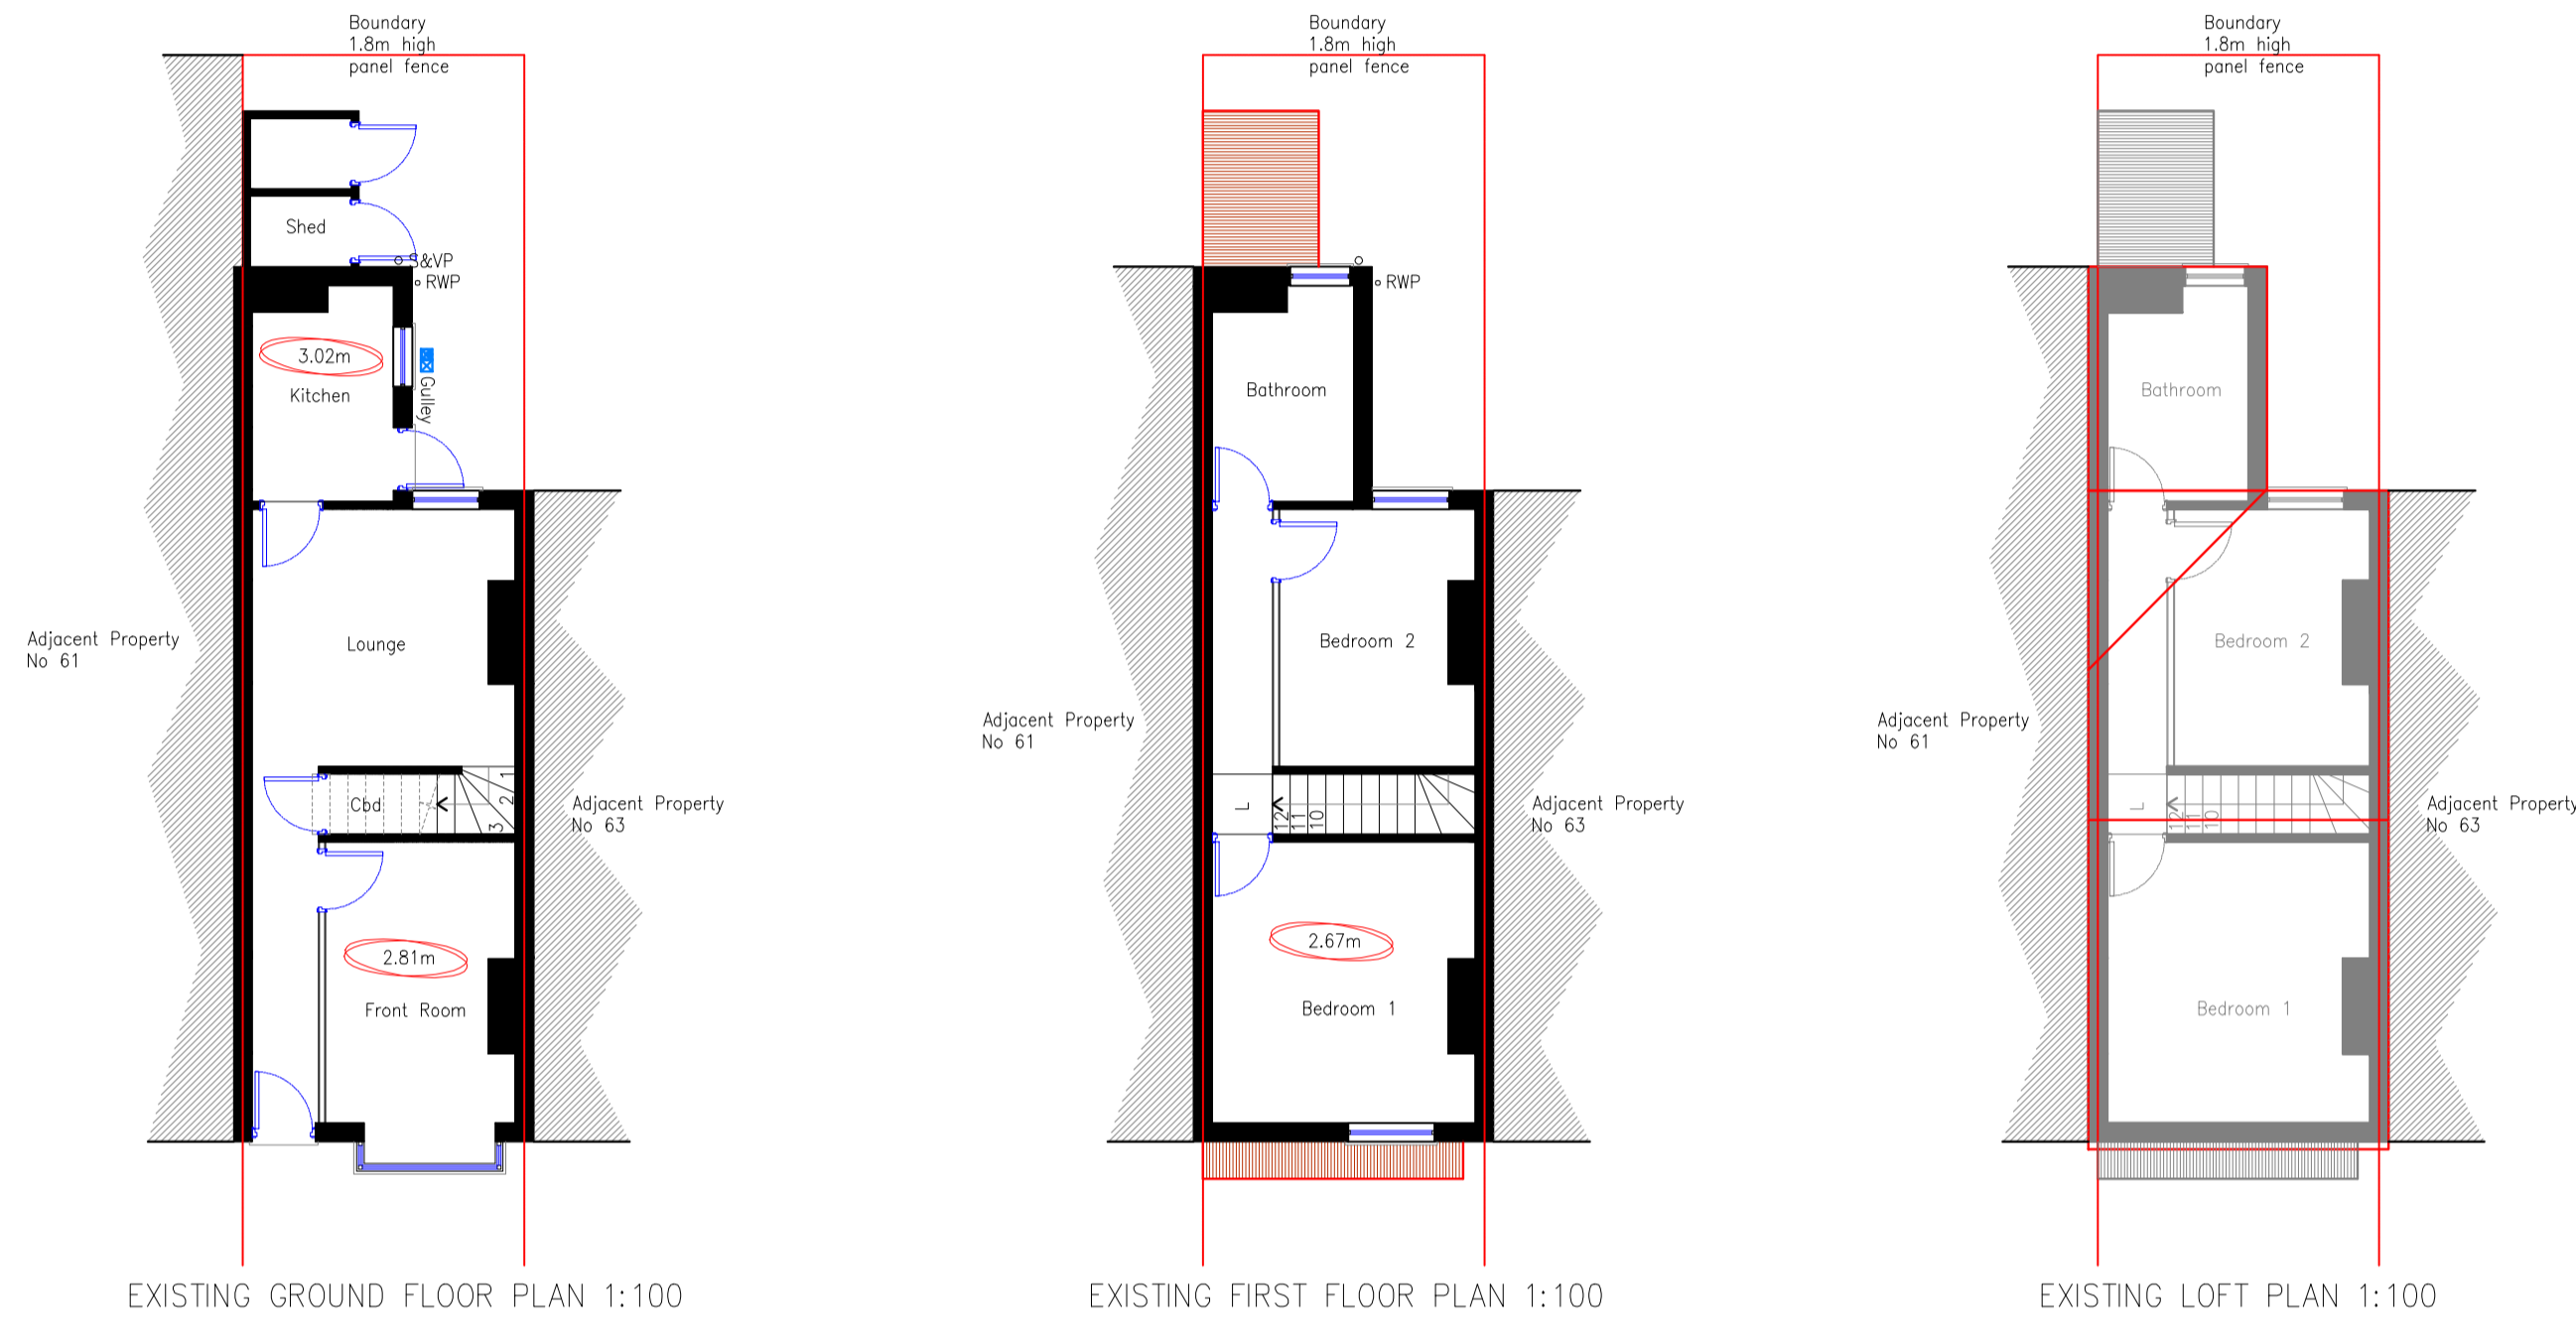 Boundary
1.8m high
panel fence
Shed
S&VP
RWP
3.02m
Kitchen
Gulley
Lounge
Adjacent Property
No 61
Cbd
1
2
3
Adjacent Property
No 63
2.81m
Front Room
EXISTING GROUND FLOOR PLAN 1:100
Boundary
1.8m high
panel fence
RWP
Bathroom
Bedroom 2
Adjacent Property
No 61
L
12
11
10
Adjacent Property
No 63
2.67m
Bedroom 1
EXISTING FIRST FLOOR PLAN 1:100
Boundary
1.8m high
panel fence
Bathroom
Bedroom 2
Adjacent Property
No 61
L
12
11
10
Adjacent Property
No 63
Bedroom 1
EXISTING LOFT PLAN 1:100